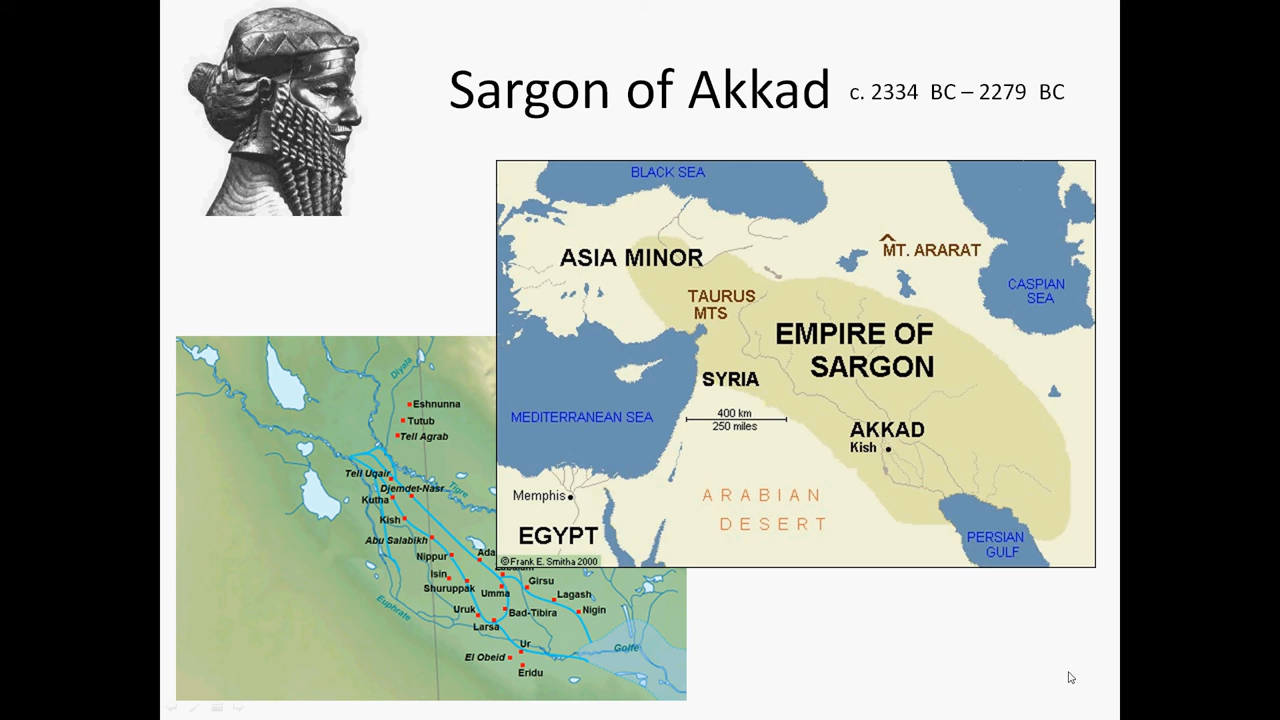 Sargon of Akkad c. 2334 BC – 2279 BC
BLACK SEA
ASIA MINOR
MT. ARARAT
CASPIAN
SEA
TAURUS
MTS
EMPIRE OF
SARGON
SYRIA
400 km
250 miles
MEDITERRANEAN SEA
AKKAD
Kish
Memphis
EGYPT
ARABIAN
DESERT
PERSIAN
GULF
©Frank E. Smitha 2000
Diyala
Eshnunna
Tutub
Tell Agrab
Tell Uqair
Djemdet-Nasr
Tigre
Kutha
Kish
Abu Salabikh
Nippur
Ada
Isin
Shuruppak
Umma
Girsu
Lagash
Nigin
Euphrate
Uruk
Bad-Tibira
Larsa
Ur
Golfe
El Obeid
Eridu